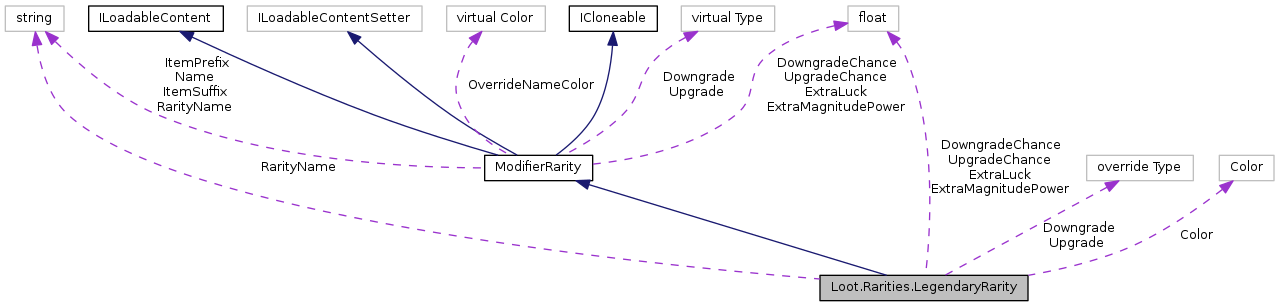 string
ILoadableContent
ILoadableContentSetter
virtual Color
ICloneable
virtual Type
float
ItemPrefix
Name
ItemSuffix
RarityName
OverrideNameColor
Downgrade
Upgrade
DowngradeChance
UpgradeChance
ExtraLuck
ExtraMagnitudePower
RarityName
ModifierRarity
DowngradeChance
UpgradeChance
ExtraLuck
ExtraMagnitudePower
override Type
Color
Downgrade
Upgrade
Color
Loot.Rarities.LegendaryRarity